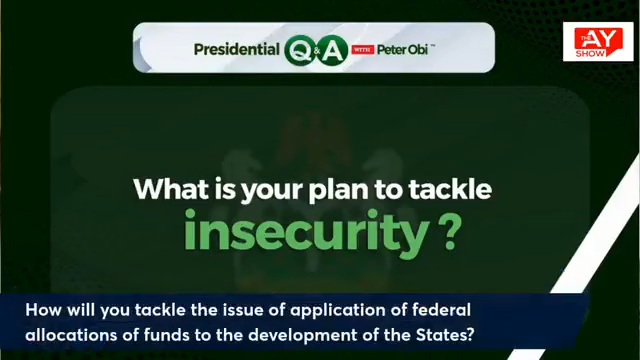 Presidential Q&A WITH Peter Obi™
THE
AY
SHOW
What is your plan to tackle
insecurity?
How will you tackle the issue of application of federal
allocations of funds to the development of the States?